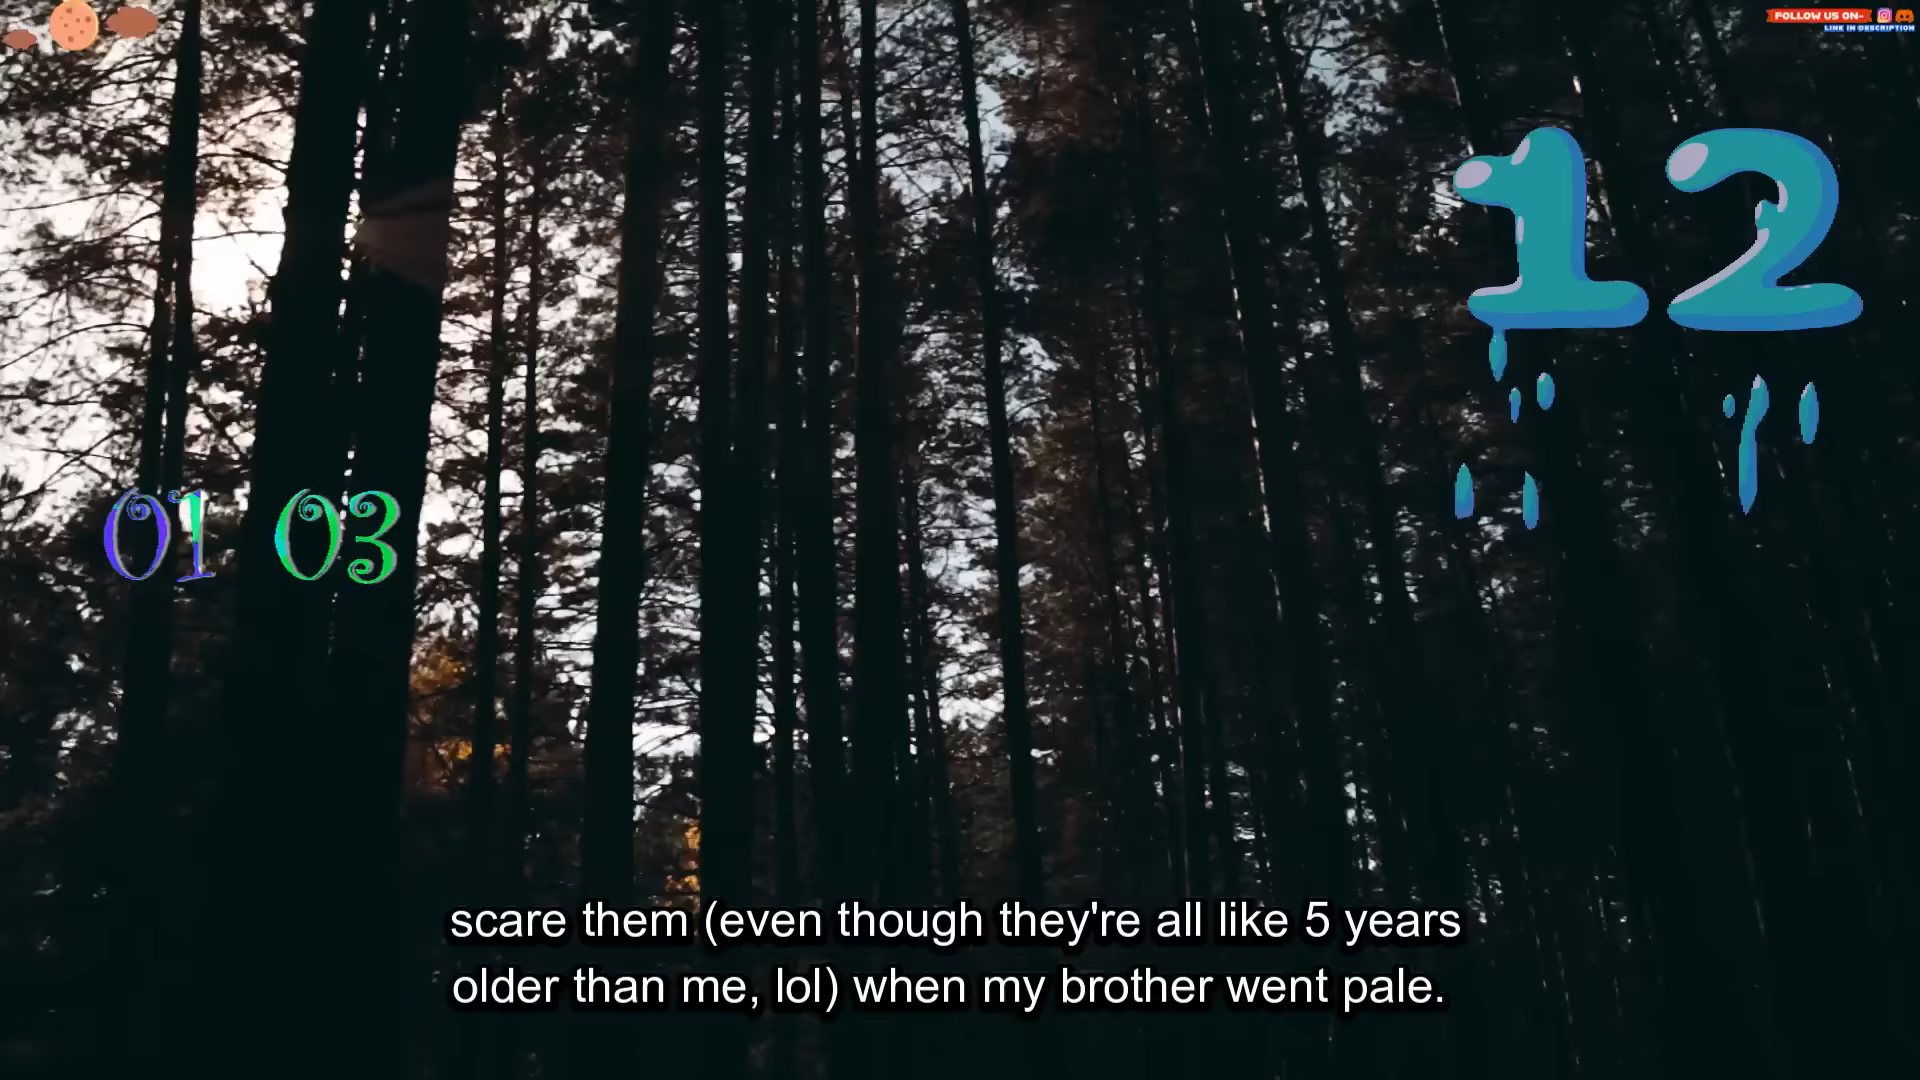 FOLLOW US ON-
LINK IN DESCRIPTION
12
01 03
scare them (even though they're all like 5 years
older than me, lol) when my brother went pale.